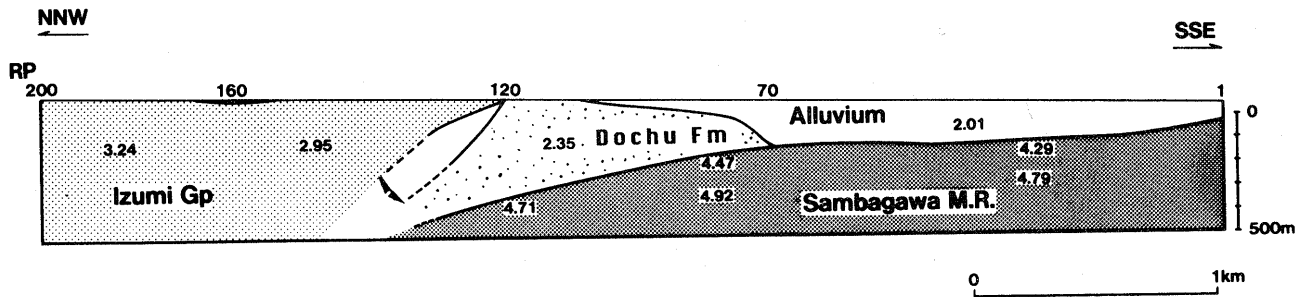 NNW
SSE
RP
200 160 120 70 1
0
Alluvium
2.01
3.24 2.95 2.35 Dochu Fm
4.47 4.29
4.92 4.79
Izumi Gp 4.71 Sambagawa M.R.
500m
0 1km